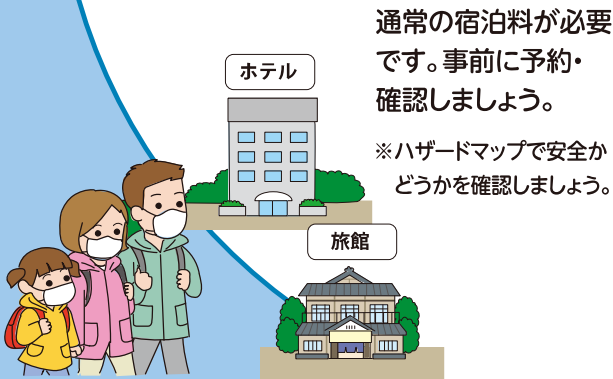 通常の宿泊料が必要
です。事前に予約・
確認しましょう。
※ハザードマップで安全か
どうかを確認しましょう。
ホテル
旅館